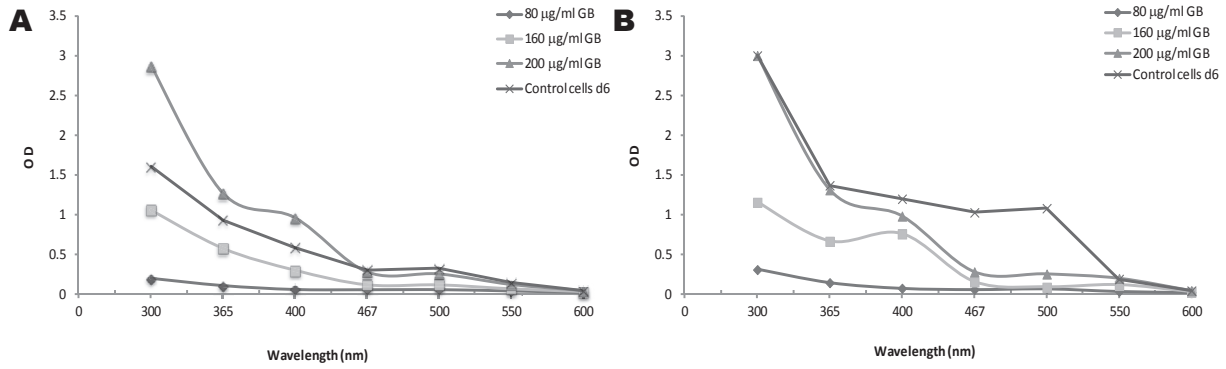 A
3.5
3
2.5
2
1.5
1
0.5
0
OD
0 300 365 400 467 500 550 600
Wavelength (nm)
80 μg/ml GB
160 μg/ml GB
200 μg/ml GB
Control cells d6
B
3.5
3
2.5
2
1.5
1
0.5
0
OD
0 300 365 400 467 500 550 600
Wavelength (nm)
80 μg/ml GB
160 μg/ml GB
200 μg/ml GB
Control cells d6